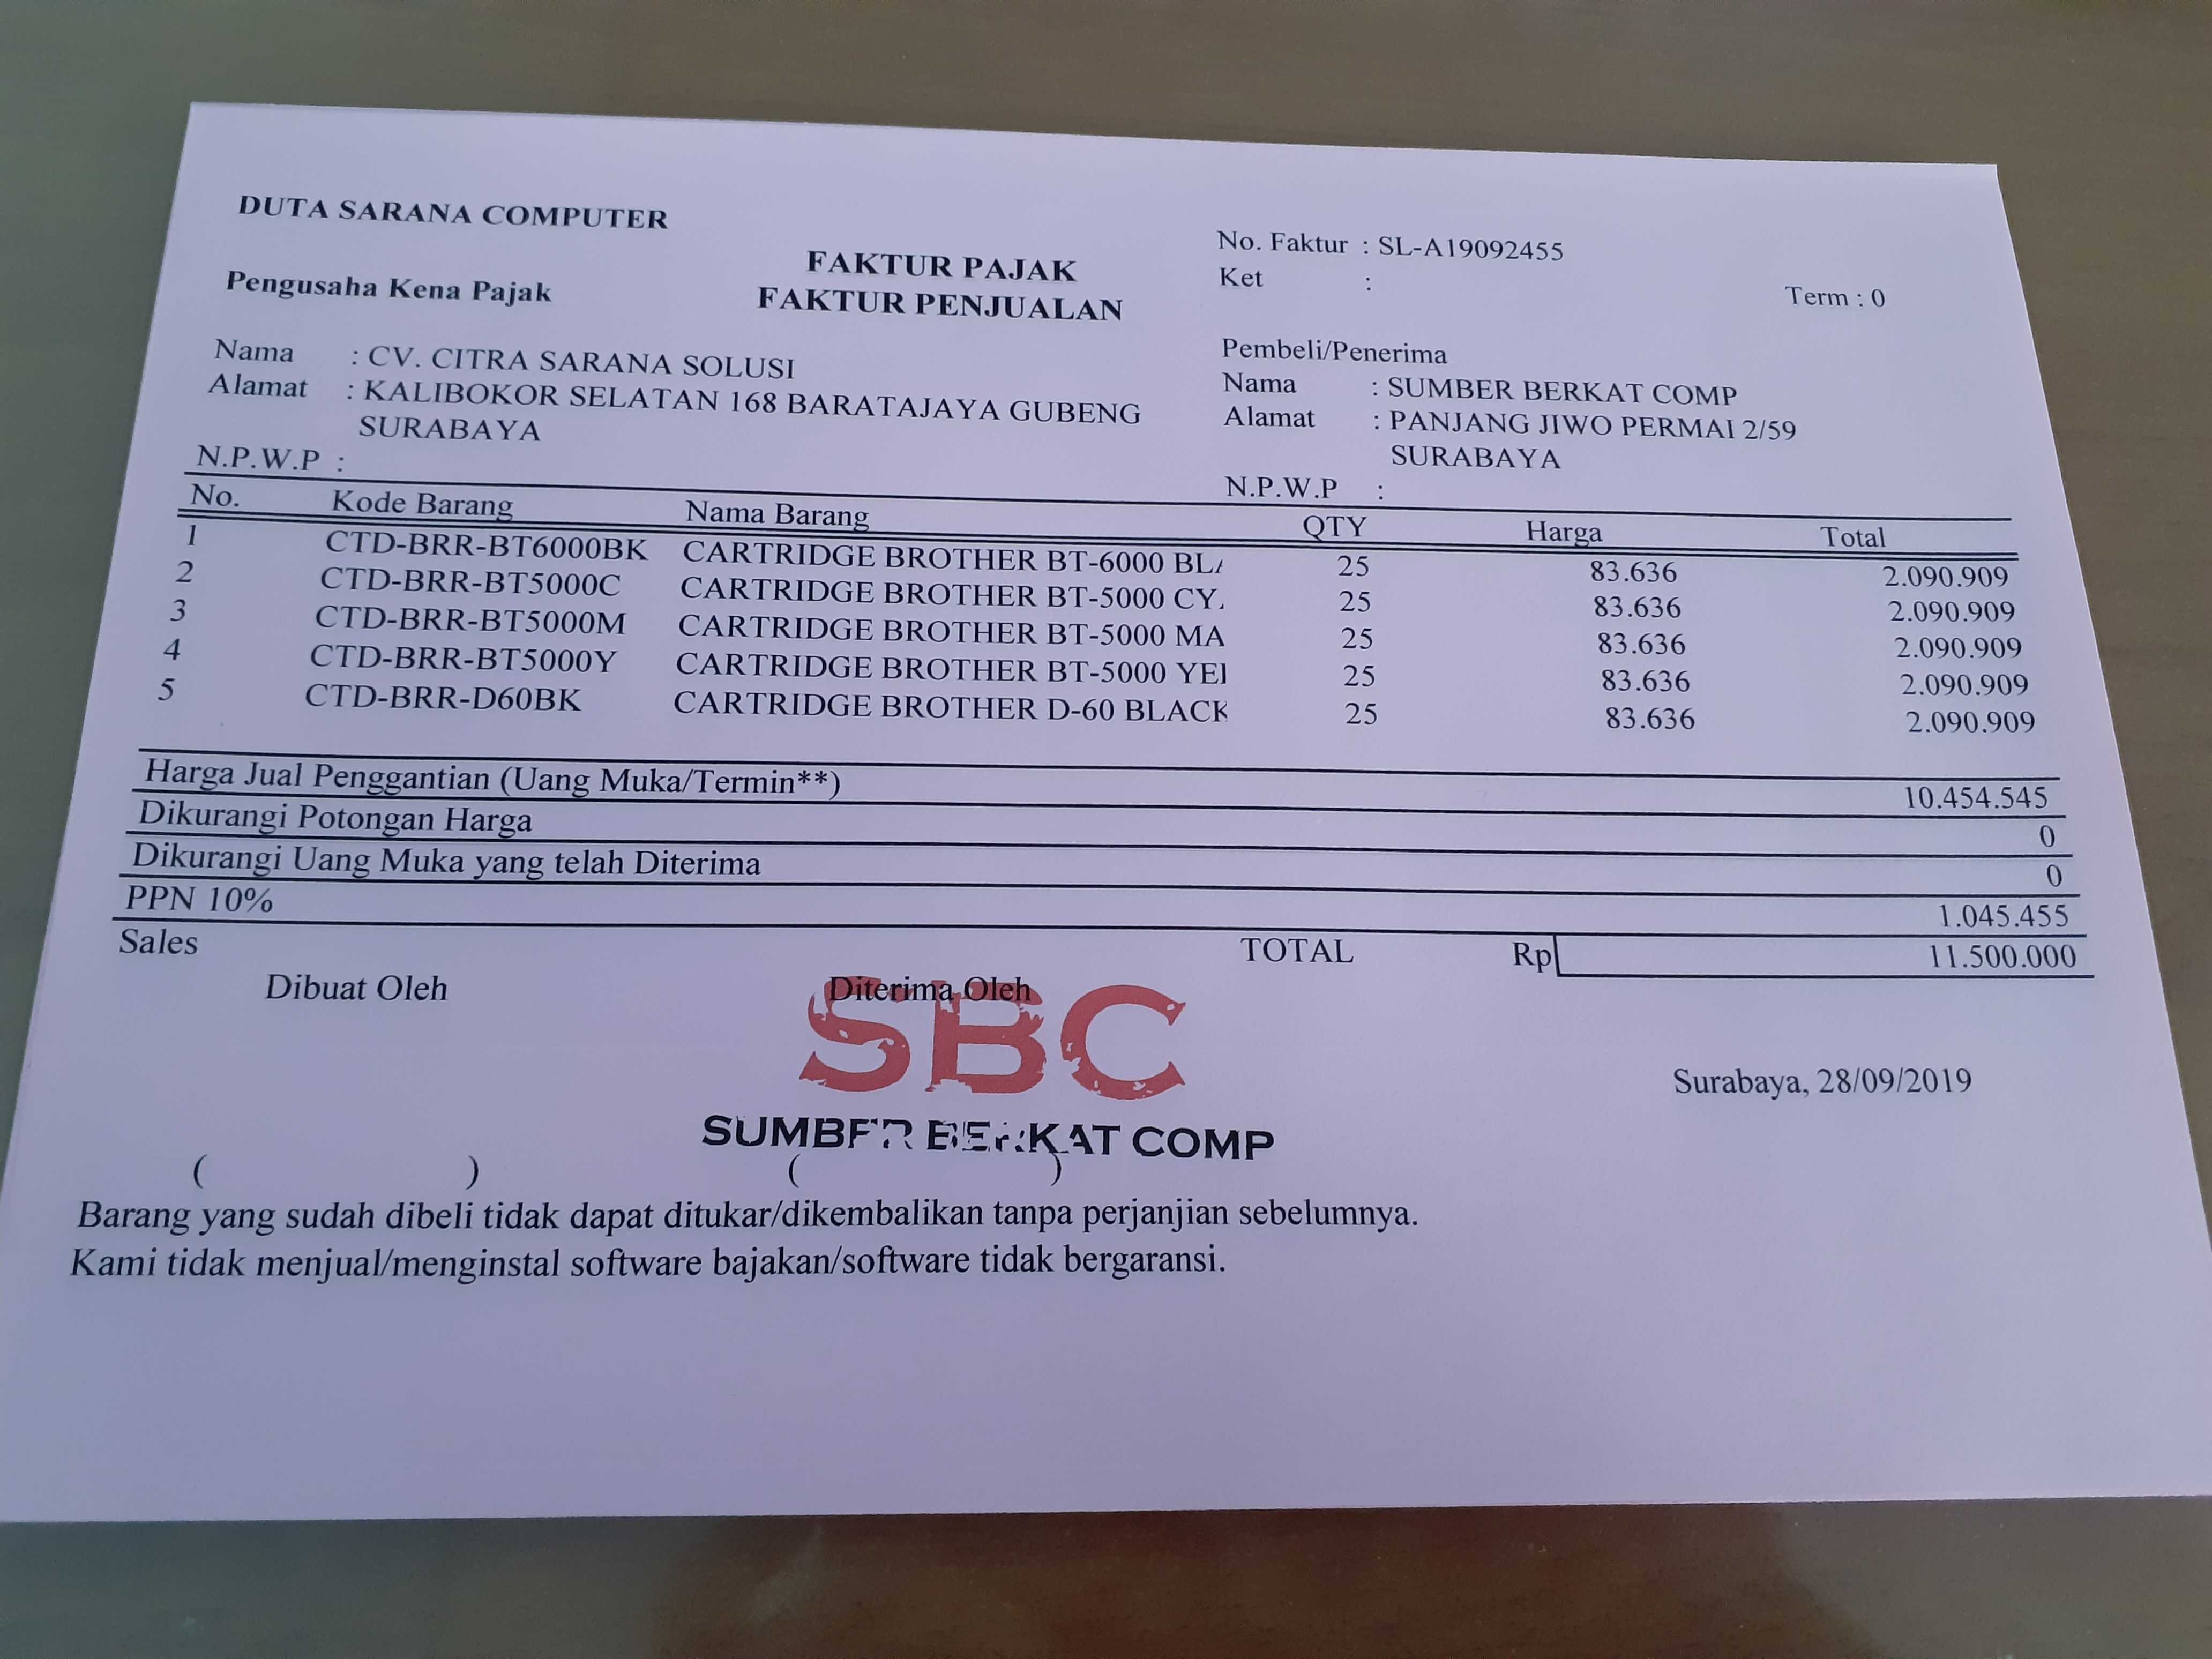 DUTA SARANA COMPUTER
FAKTUR PAJAK
FAKTUR PENJUALAN
No. Faktur : SL-A19092455
Ket :
Term : 0
Pengusaha Kena Pajak
Nama : CV. CITRA SARANA SOLUSI
Alamat : KALIBOKOR SELATAN 168 BARATAJAYA GUBENG
SURABAYA
N.P.W.P :
Pembeli/Penerima
Nama : SUMBER BERKAT COMP
Alamat : PANJANG JIWO PERMAI 2/59
SURABAYA
N.P.W.P :
No. Kode Barang Nama Barang QTY Harga Total
1 CTD-BRR-BT6000BK CARTRIDGE BROTHER BT-6000 BLA 25 83.636 2.090.909
2 CTD-BRR-BT5000C CARTRIDGE BROTHER BT-5000 CY 25 83.636 2.090.909
3 CTD-BRR-BT5000M CARTRIDGE BROTHER BT-5000 MA 25 83.636 2.090.909
4 CTD-BRR-BT5000Y CARTRIDGE BROTHER BT-5000 YEL 25 83.636 2.090.909
5 CTD-BRR-D60BK CARTRIDGE BROTHER D-60 BLACK 25 83.636 2.090.909
Harga Jual Penggantian (Uang Muka/Termin**) 10.454.545
Dikurangi Potongan Harga 0
Dikurangi Uang Muka yang telah Diterima 0
PPN 10% 1.045.455
Sales TOTAL Rp 11.500.000
Dibuat Oleh Diterima Oleh
SBC
SUMBER BERKAT COMP
Surabaya, 28/09/2019
( ) ( )
Barang yang sudah dibeli tidak dapat ditukar/dikembalikan tanpa perjanjian sebelumnya.
Kami tidak menjual/menginstal software bajakan/software tidak bergaransi.